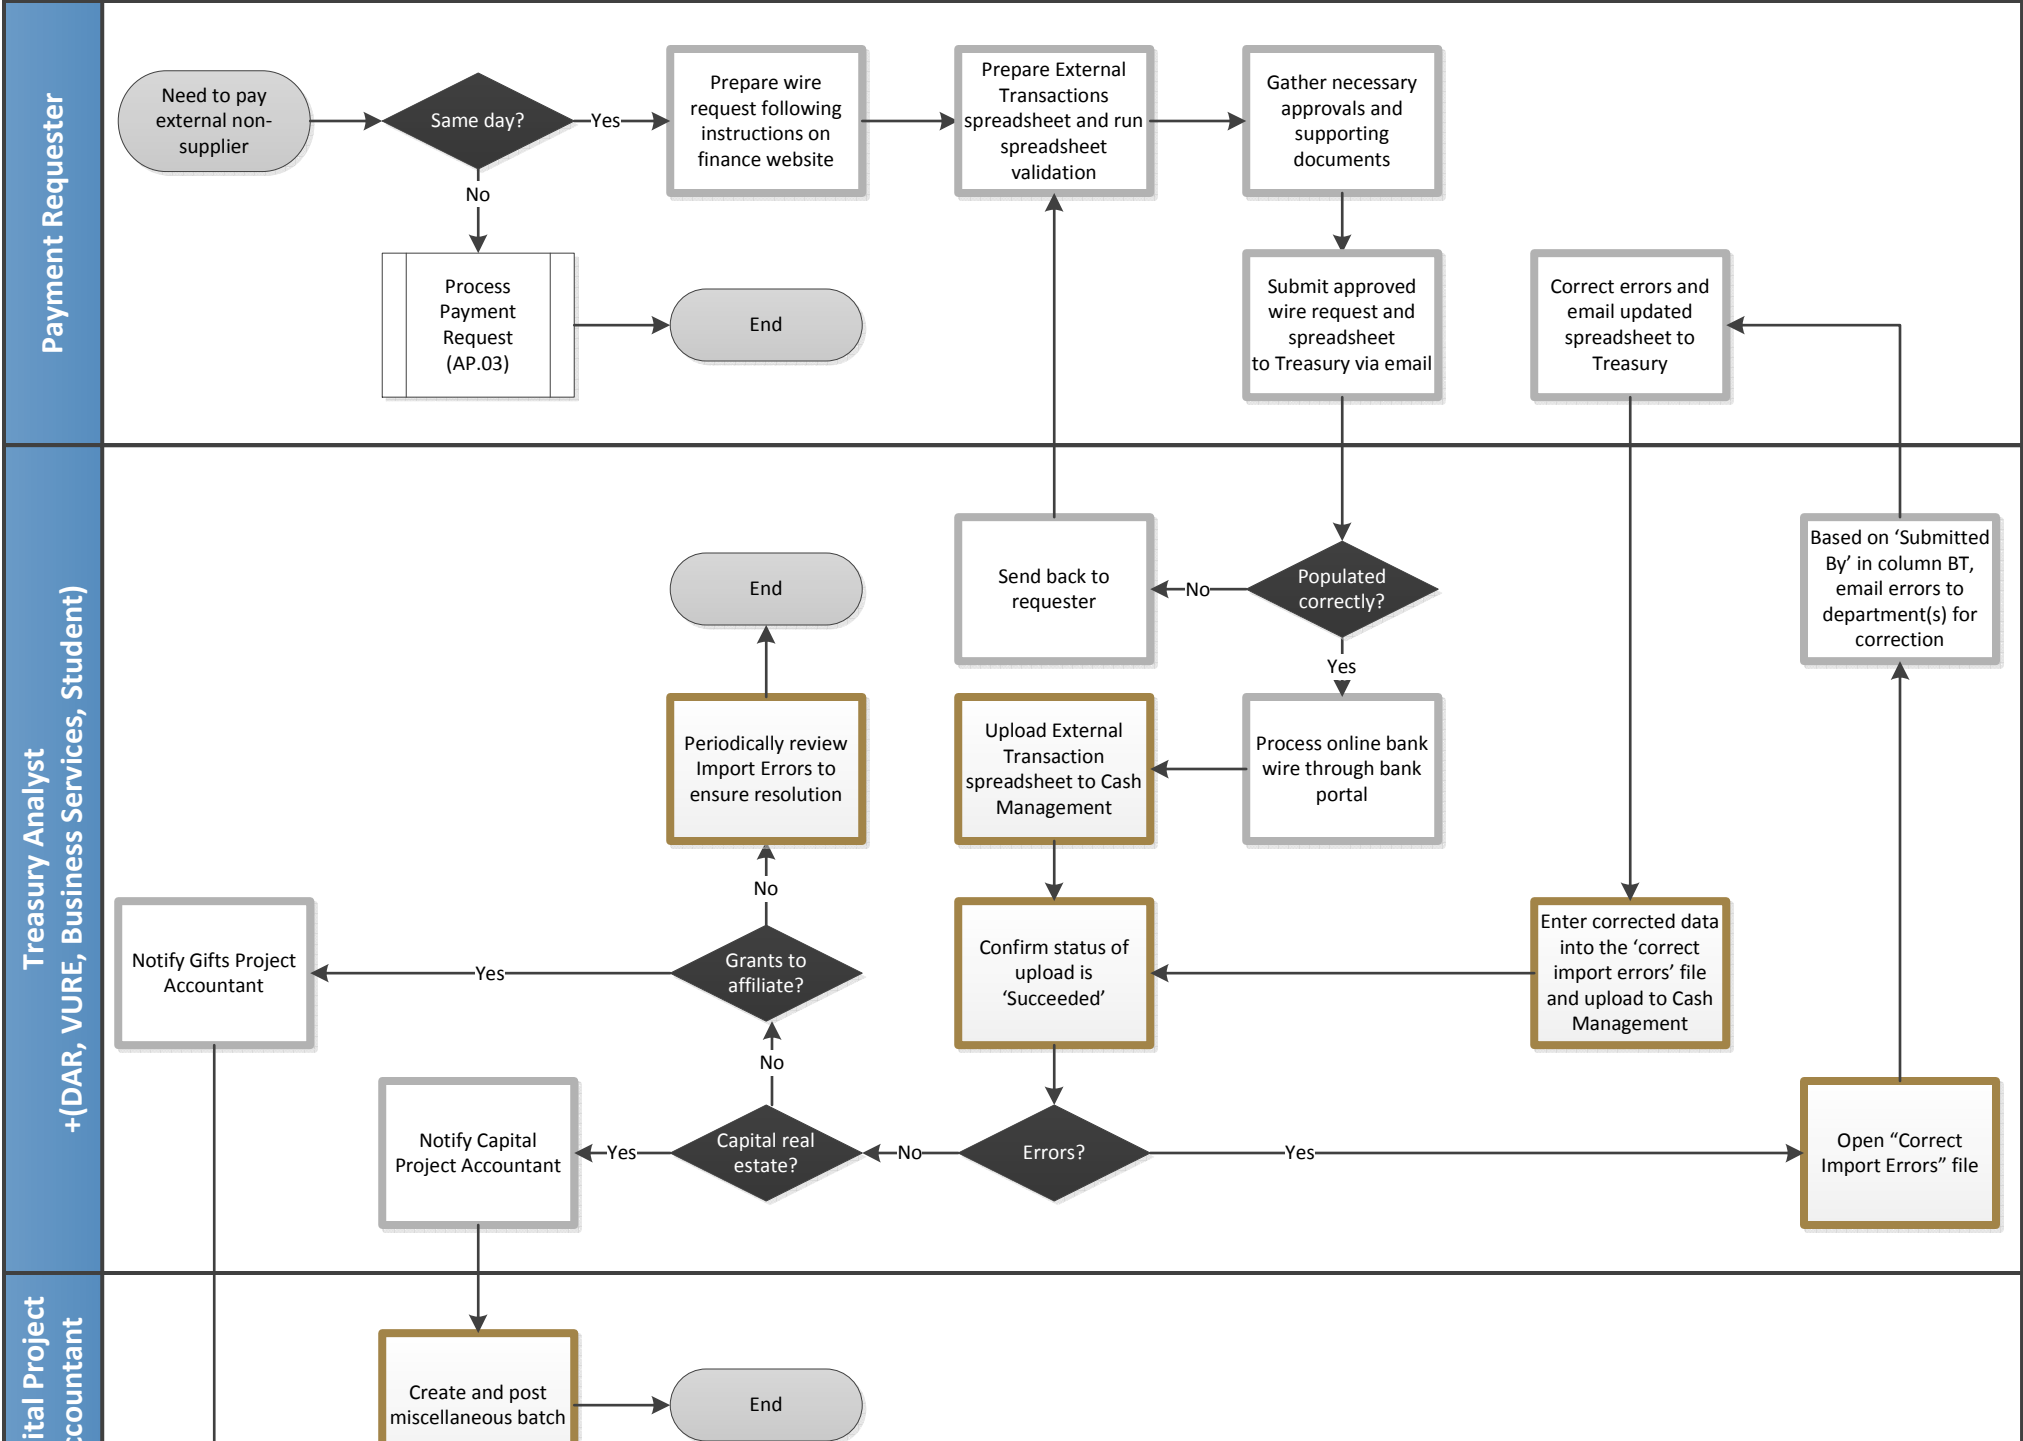 Payment Requester
Need to pay
external non-
supplier
Same day?
Yes
No
Prepare wire
request following
instructions on
finance website
Prepare External
Transactions
spreadsheet and run
spreadsheet
validation
Gather necessary
approvals and
supporting
documents
Process
Payment
Request
(AP.03)
End
Submit approved
wire request and
spreadsheet
to Treasury via email
Correct errors and
email updated
spreadsheet to
Treasury
Treasury Analyst
+(DAR, VURE, Business Services, Student)
End
Send back to
requester
No
Populated
correctly?
Yes
Based on ‘Submitted
By’ in column BT,
email errors to
department(s) for
correction
Periodically review
Import Errors to
ensure resolution
Upload External
Transaction
spreadsheet to Cash
Management
Process online bank
wire through bank
portal
No
Notify Gifts Project
Accountant
Yes
Grants to
affiliate?
Confirm status of
upload is
‘Succeeded’
Enter corrected data
into the ‘correct
import errors’ file
and upload to Cash
Management
No
Notify Capital
Project Accountant
Yes
Capital real
estate?
No
Errors?
Yes
Open “Correct
Import Errors” file
ital Project
ccountant
Create and post
miscellaneous batch
End